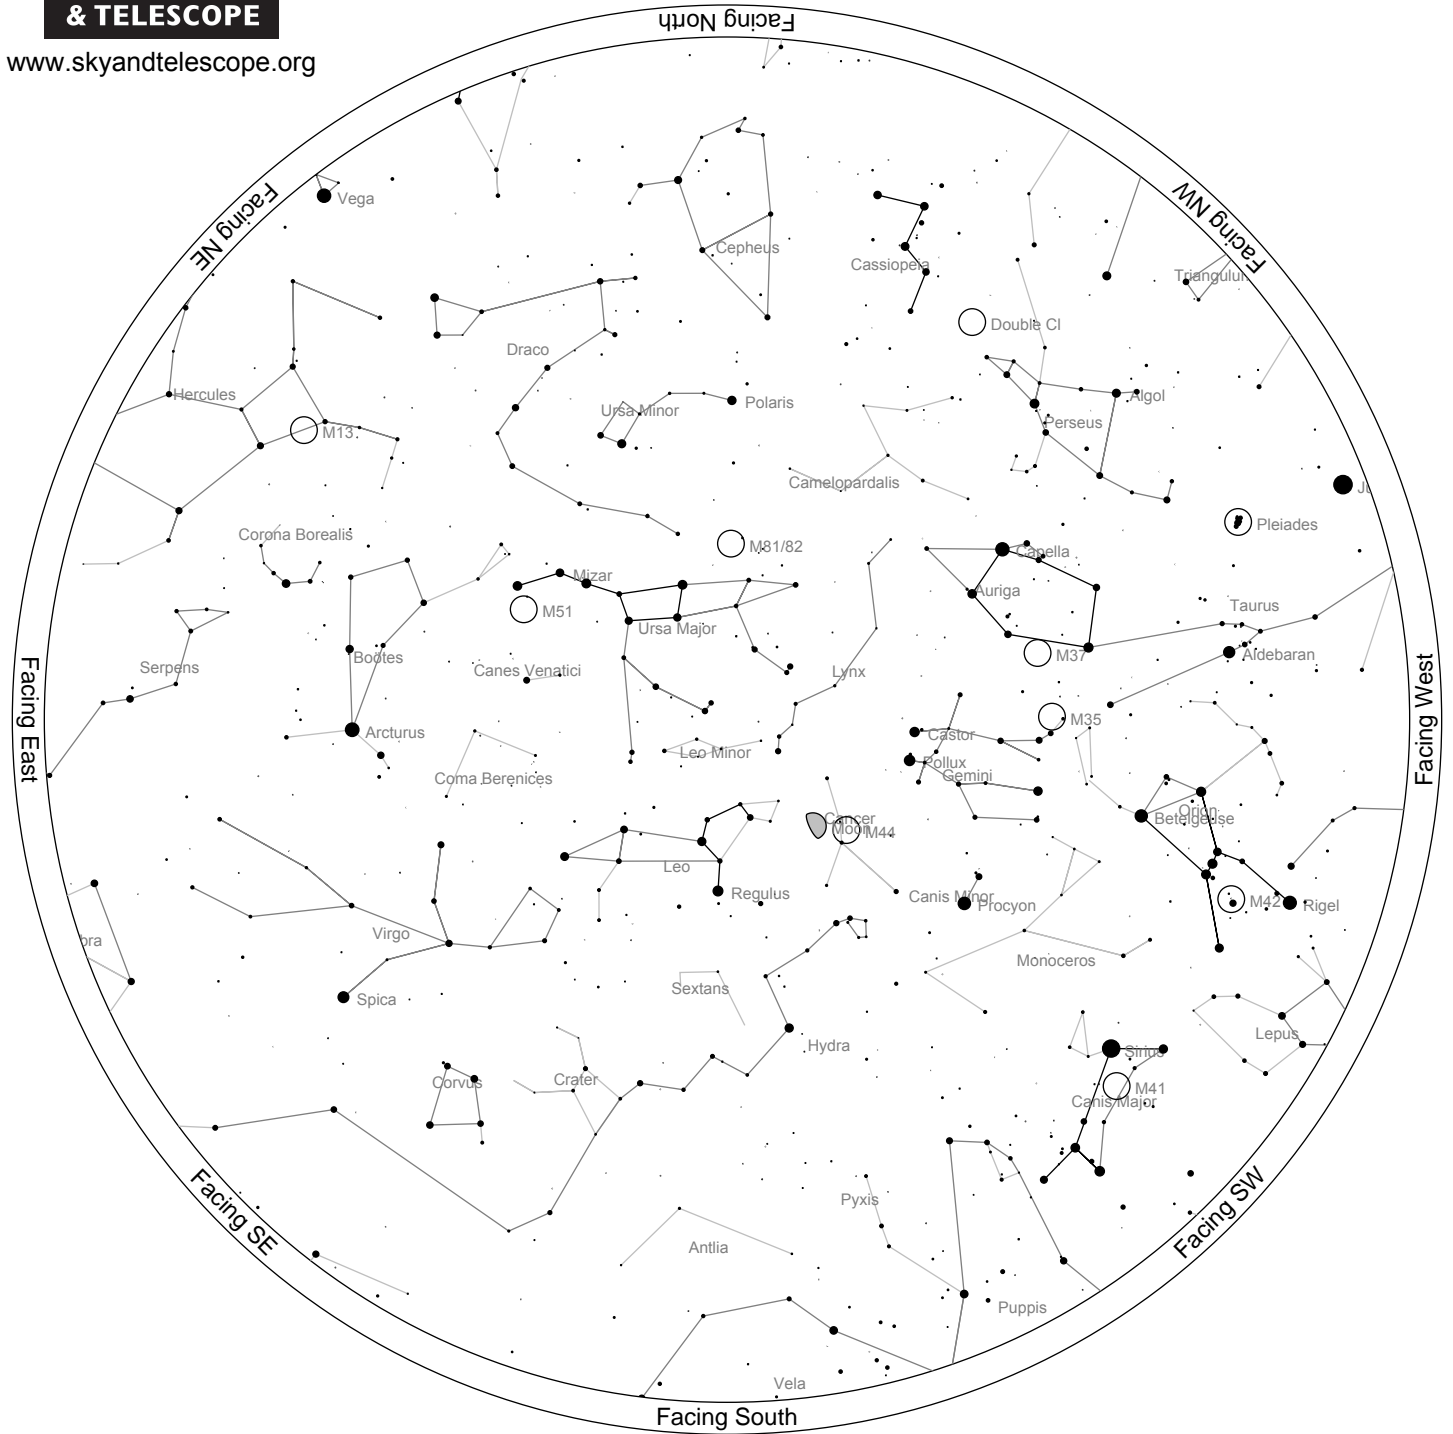 & TELESCOPE
www.skyandtelescope.org
Facing North
Facing NE
Facing NW
Vega
Cepheus
Cassiopeia
Triangulu
Double Cl
Draco
Hercules
Ursa Minor
Polaris
Algol
Perseus
M13
Camelopardalis
Ju
Pleiades
Corona Borealis
M81/82
Capella
Mizar
Auriga
M51
Ursa Major
Taurus
Boötes
M37
Aldebaran
Serpens
Canes Venatici
Lynx
Facing East
Facing West
M35
Arcturus
Castor
Leo Minor
Pollux
Gemini
Coma Berenices
Orion
Cancer
Betelgeuse
Moon
M44
Leo
Regulus
Canis Minor
Procyon
M42
Rigel
Virgo
bra
Monoceros
Sextans
Spica
Lepus
Hydra
Sirius
Crater
Corvus
M41
Canis Major
Pyxis
Facing SE
Facing SW
Antlia
Puppis
Vela
Facing South